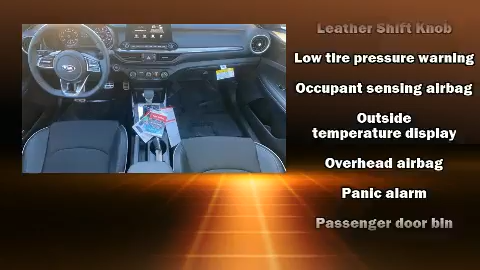 Leather Shift Knob
Low tire pressure warning
Occupant sensing airbag
Outside
temperature display
Overhead airbag
Panic alarm
Passenger door bin